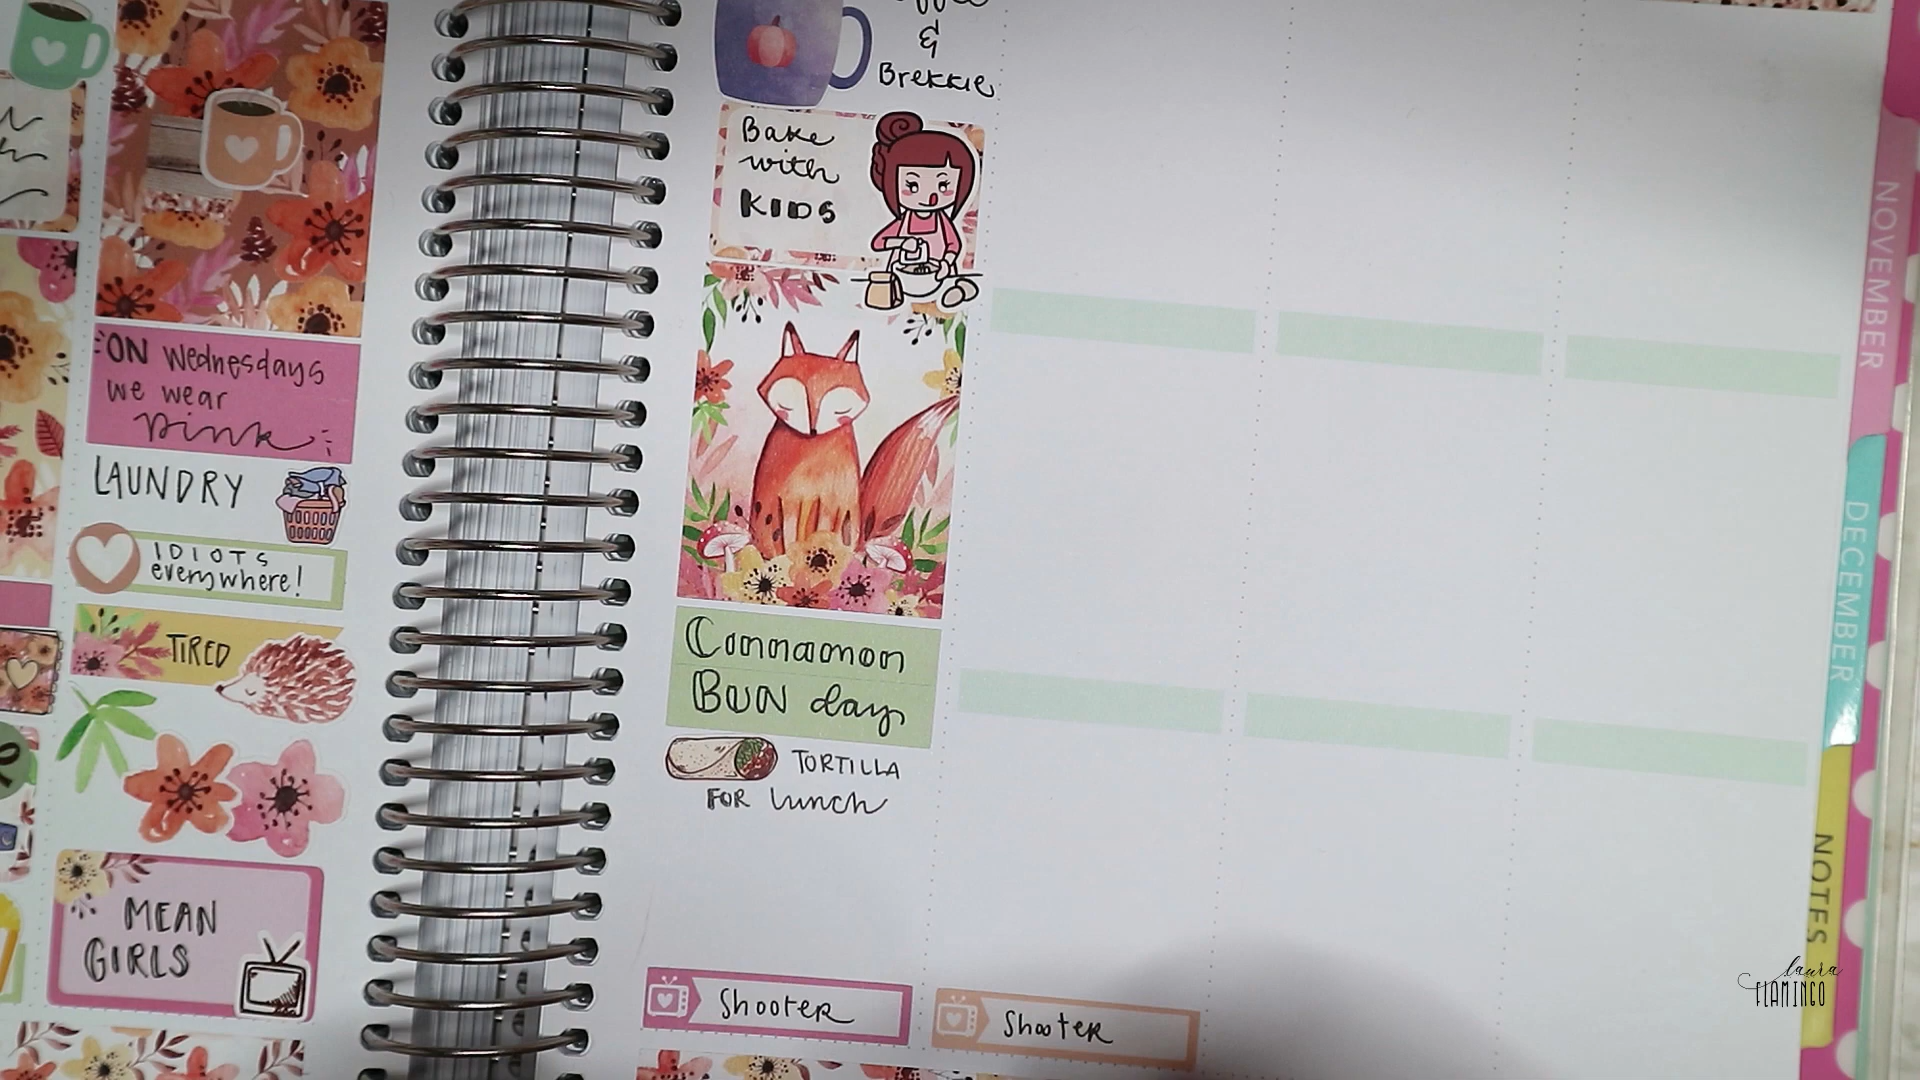 ON Wednesdays
we wear
Pink
LAUNDRY
IDIOTS
everywhere!
TIRED
MEAN
GIRLS
&
Brekkie
Bake
with
KIDS
Connamon
BUN day
TORTILLA
FOR lunch
Shooter
Shooter
NOVEMBER
DECEMBER
NOTES
laura
FLAMINGO